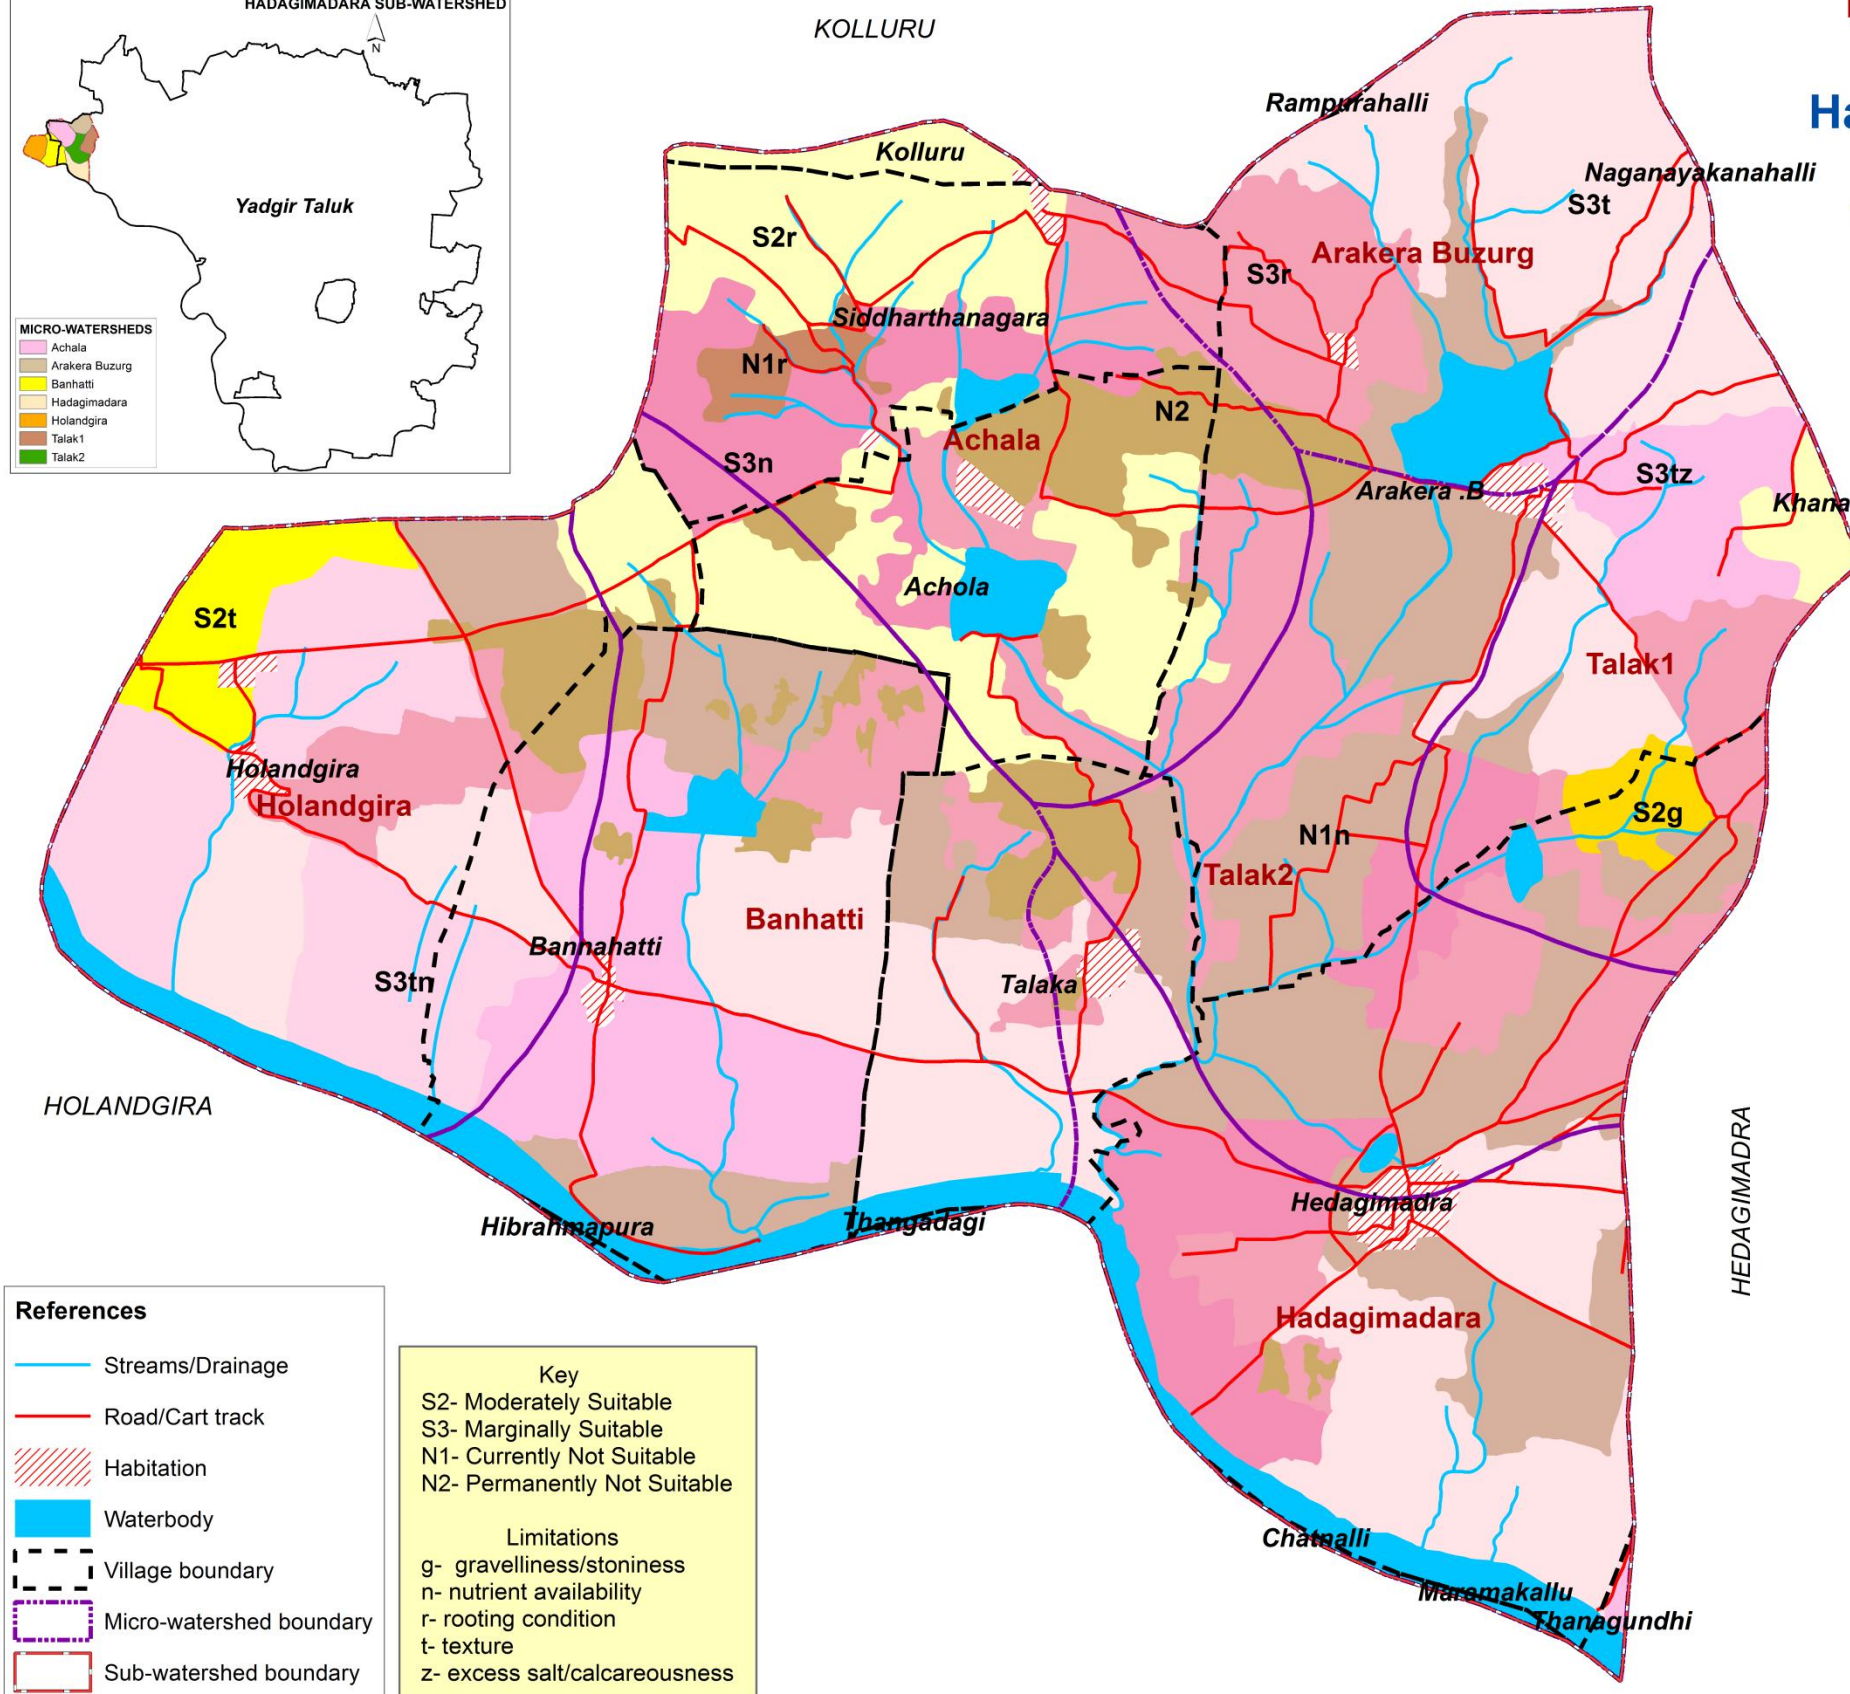 HADAGIMADARA SUB-WATERSHED
N
Yadgir Taluk
MICRO-WATERSHEDS
Achala
Arakera Buzurg
Banhatti
Hadagimadara
Holandgira
Talak1
Talak2
KOLLURU
Ha
Rampurahalli
Kolluru
Naganayakanahalli
S3t
S2r
Arakera Buzurg
S3r
Siddharthanagara
N1r
N2
Achala
S3n
S3tz
Arakera .B
Khana
Achola
S2t
Talak1
Holandgira
Holandgira
S2g
N1n
Talak2
Banhatti
Bannahatti
S3tn
Talaka
HOLANDGIRA
HEDAGIMADRA
Hedagimadra
Hibrahmapura
Thangadagi
Hadagimadara
Chatnalli
Maramakallu
Thanagundhi
References
Streams/Drainage
Road/Cart track
Habitation
Waterbody
Village boundary
Micro-watershed boundary
Sub-watershed boundary
Key
S2- Moderately Suitable
S3- Marginally Suitable
N1- Currently Not Suitable
N2- Permanently Not Suitable
Limitations
g- gravelliness/stoniness
n- nutrient availability
r- rooting condition
t- texture
z- excess salt/calcareousness